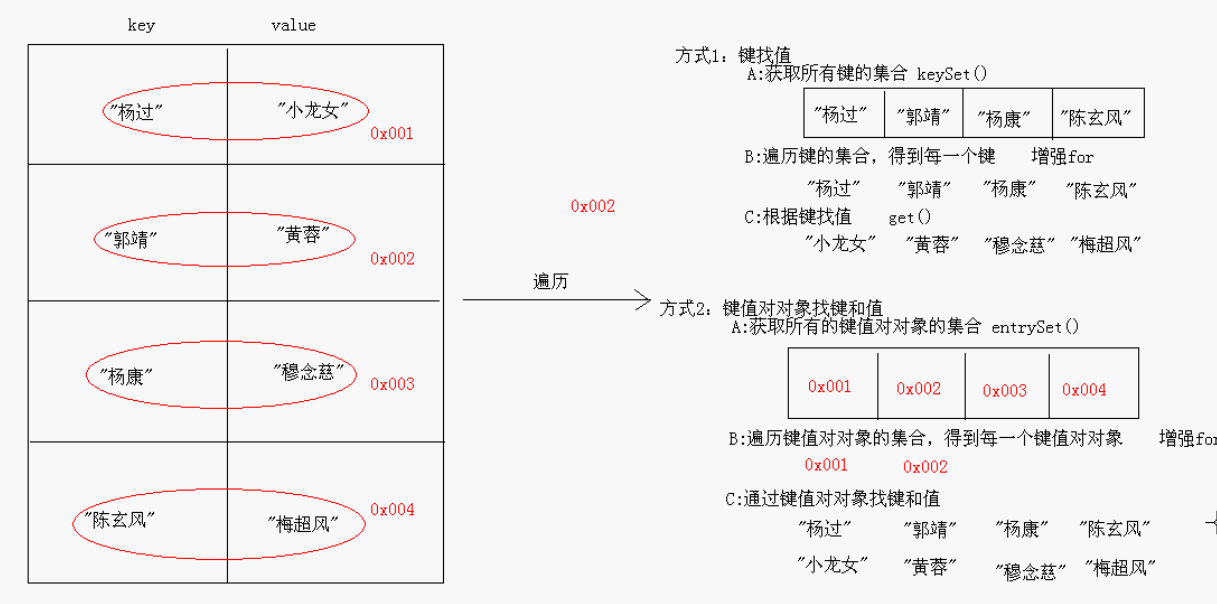 key value
"杨过" "小龙女"
0x001
"郭靖" "黄蓉"
0x002
"杨康" "穆念慈"
0x003
"陈玄风" "梅超风"
0x004
0x002
遍历
方式1：键找值
A:获取所有键的集合 keySet()
"杨过" "郭靖" "杨康" "陈玄风"
B:遍历键的集合，得到每一个键 增强for
"杨过" "郭靖" "杨康" "陈玄风"
C:根据键找值 get()
"小龙女" "黄蓉" "穆念慈" "梅超风"
方式2：键值对对象找键和值
A:获取所有的键值对对象的集合 entrySet()
0x001 0x002 0x003 0x004
B:遍历键值对对象的集合，得到每一个键值对对象 增强for
0x001 0x002
C:通过键值对对象找键和值
"杨过" "郭靖" "杨康" "陈玄风"
"小龙女" "黄蓉" "穆念慈" "梅超风"